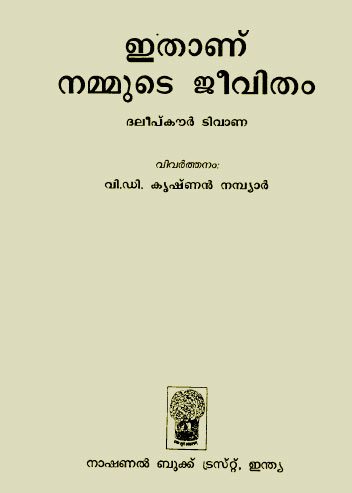 ഇതാണ്
നമ്മുടെ ജീവിതം
ദലീപ്കൗർ ടിവാണ
വിവർത്തനം:
വി.ഡി. കൃഷ്ണൻ നമ്പ്യാർ
നാഷണൽ ബുക്ക് ട്രസ്റ്റ്, ഇന്ത്യ